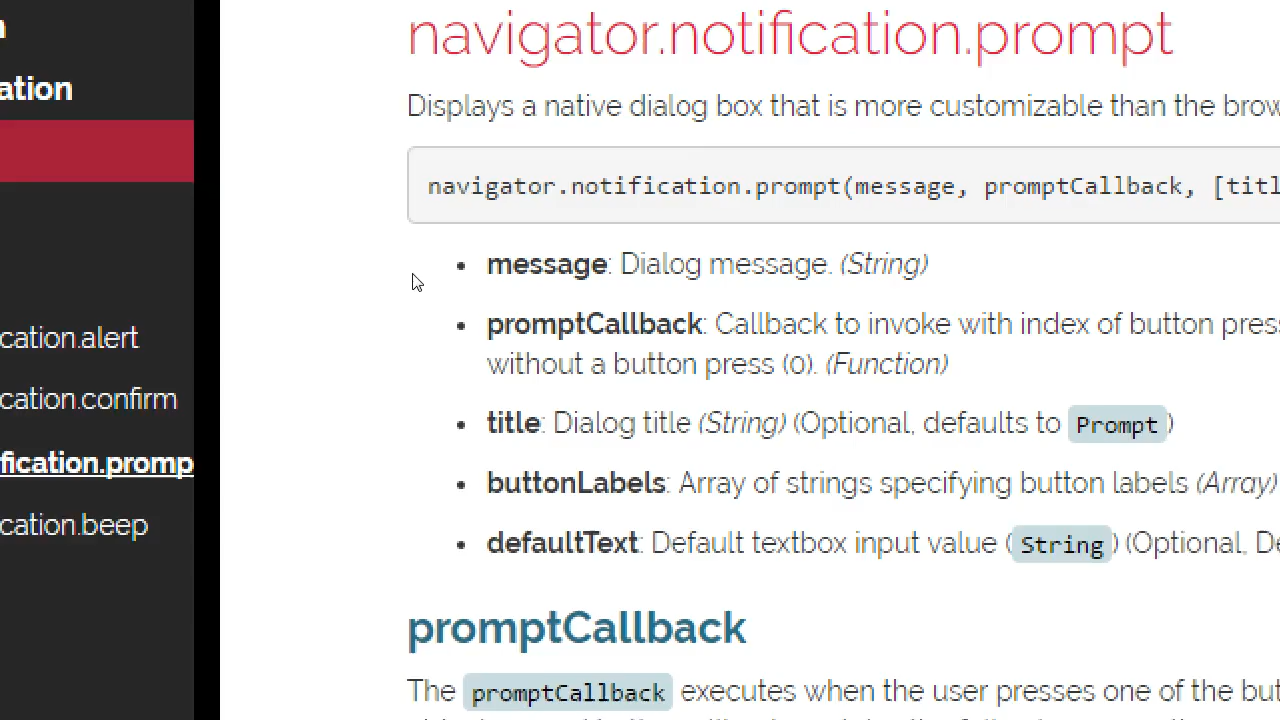 ation
cation.alert
cation.confirm
fication.promp
cation.beep
navigator.notification.prompt
Displays a native dialog box that is more customizable than the brow
navigator.notification.prompt(message, promptCallback, [titl
message: Dialog message. (String)
promptCallback: Callback to invoke with index of button press
without a button press (0). (Function)
title: Dialog title (String) (Optional, defaults to Prompt)
buttonLabels: Array of strings specifying button labels (Array)
defaultText: Default textbox input value (String) (Optional, De
promptCallback
The promptCallback executes when the user presses one of the but